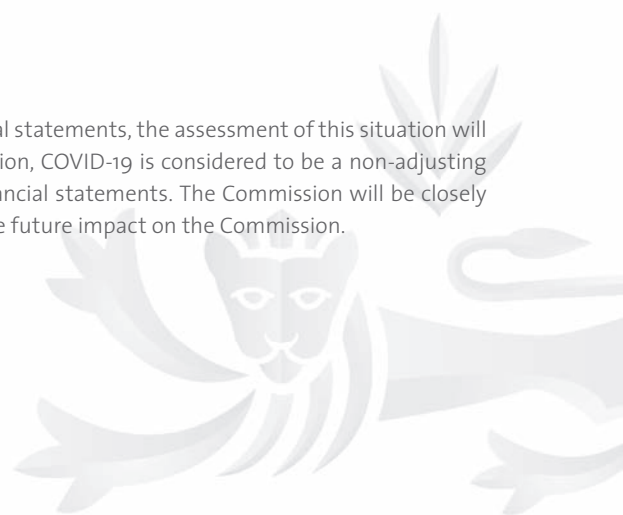 al statements, the assessment of this situation will
ion, COVID-19 is considered to be a non-adjusting
ncial statements. The Commission will be closely
e future impact on the Commission.